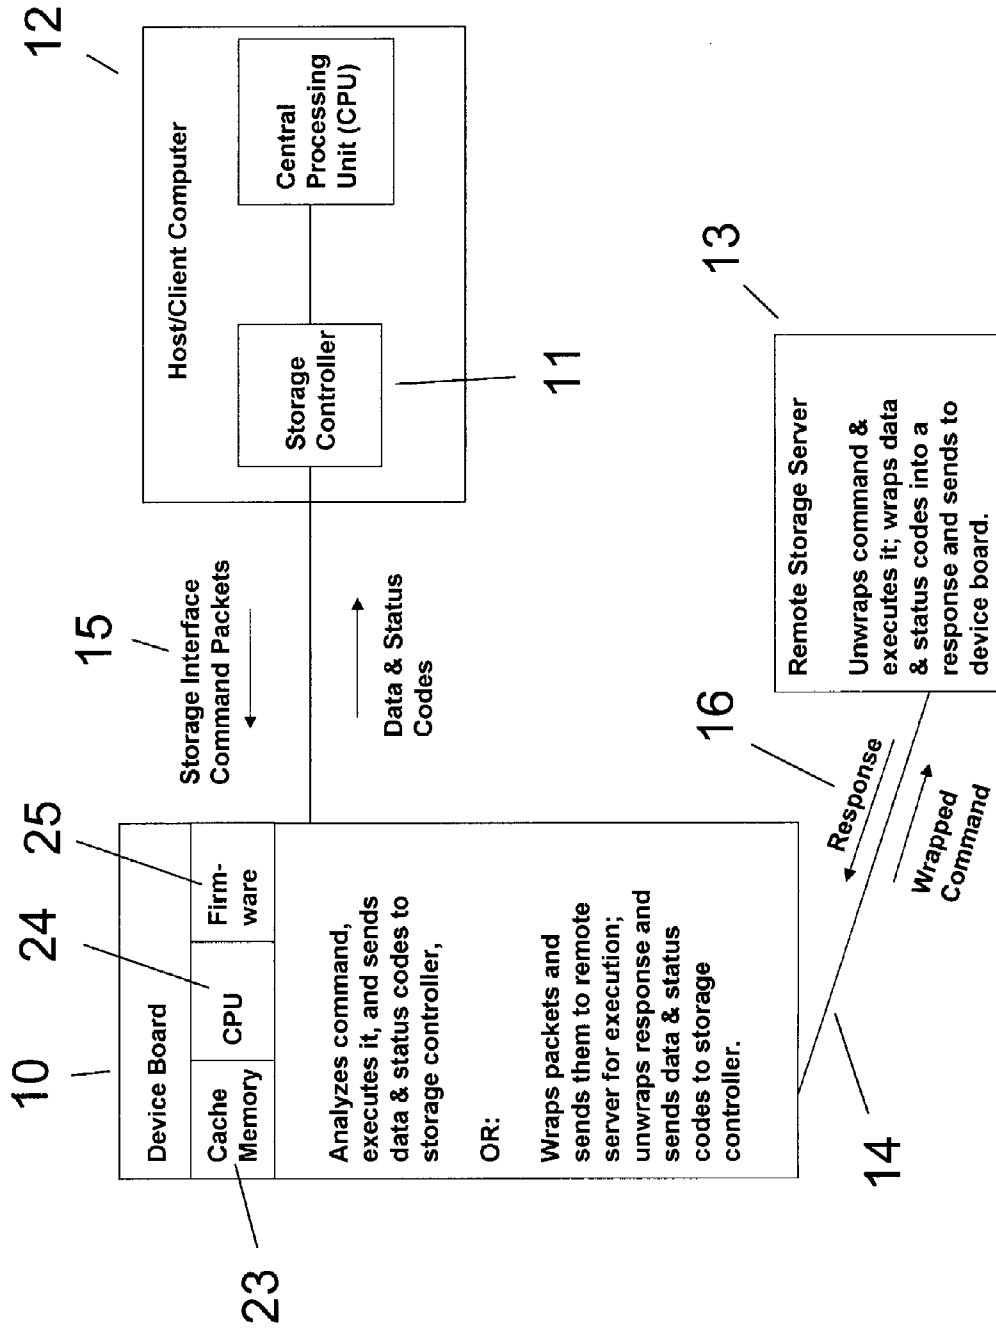 10
24
25
15
12
23
Device Board
Cache
Memory
CPU
Firm-
ware
Analyzes command,
executes it, and sends
data & status codes to
storage controller,
OR:
Wraps packets and
sends them to remote
server for execution;
unwraps response and
sends data & status
codes to storage
controller.
Storage Interface
Command Packets
Data & Status
Codes
Host/Client Computer
Storage
Controller
Central
Processing
Unit (CPU)
11
14
16
Response
Wrapped
Command
13
Remote Storage Server
Unwraps command &
executes it; wraps data
& status codes into a
response and sends to
device board.